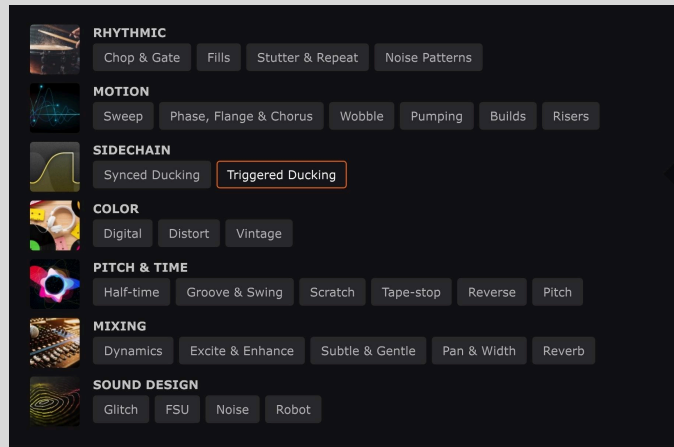 RHYTHMIC
Chop & Gate Fills Stutter & Repeat Noise Patterns
MOTION
Sweep Phase, Flange & Chorus Wobble Pumping Builds Risers
SIDECHAIN
Synced Ducking Triggered Ducking
COLOR
Digital Distort Vintage
PITCH & TIME
Half-time Groove & Swing Scratch Tape-stop Reverse Pitch
MIXING
Dynamics Excite & Enhance Subtle & Gentle Pan & Width Reverb
SOUND DESIGN
Glitch FSU Noise Robot